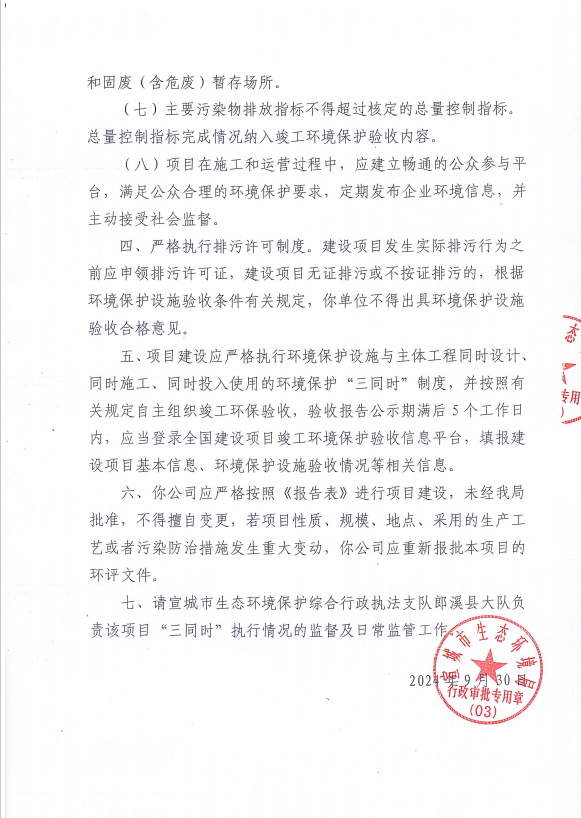 和固废（含危废）暂存场所。
（七）主要污染物排放指标不得超过核定的总量控制指标。
总量控制指标完成情况纳入竣工环境保护验收内容。
（八）项目在施工和运营过程中，应建立畅通的公众参与平
台，满足公众合理的环境保护要求，定期发布企业环境信息，并
主动接受社会监督。
四、严格执行排污许可制度。建设项目发生实际排污行为之
前应申领排污许可证，建设项目无证排污或不按证排污的，根据
环境保护设施验收条件有关规定，你单位不得出具环境保护设施
验收合格意见。
五、项目建设应严格执行环境保护设施与主体工程同时设计、
同时施工、同时投入使用的环境保护“三同时”制度，并按照有
关规定自主组织竣工环保验收，验收报告公示期满后5个工作日
内，应当登录全国建设项目竣工环境保护验收信息平台，填报建
设项目基本信息、环境保护设施验收情况等相关信息。
六、你公司应严格按照《报告表》进行项目建设，未经我局
批准，不得擅自变更，若项目性质、规模、地点、采用的生产工
艺或者污染防治措施发生重大变动，你公司应重新报批本项目的
环评文件。
七、请宣城市生态环境保护综合行政执法支队郎溪县大队负
责该项目“三同时”执行情况的监督及日常监管工作。
2024年9月30日
宣城市生态环境局
行政审批专用章
(03)
态
专用
)